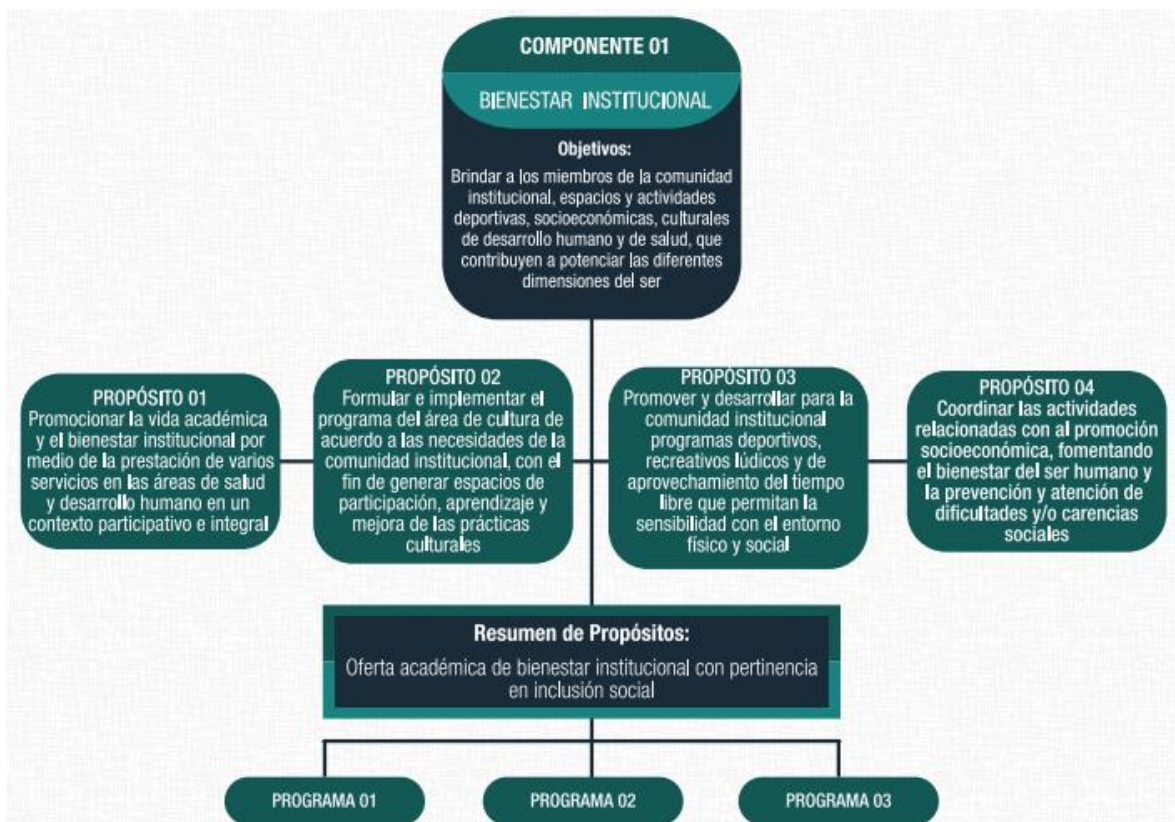 COMPONENTE 01
BIENESTAR INSTITUCIONAL
Objetivos:
Brindar a los miembros de la comunidad
institucional, espacios y actividades
deportivas, socioeconómicas, culturales
de desarrollo humano y de salud, que
contribuyen a potenciar las diferentes
dimensiones del ser
PROPÓSITO 01
Promocionar la vida académica
y el bienestar institucional por
medio de la prestación de varios
servicios en las áreas de salud
y desarrollo humano en un
contexto participativo e integral
PROPÓSITO 02
Formular e implementar el
programa del área de cultura de
acuerdo a las necesidades de la
comunidad institucional, con el
fin de generar espacios de
participación, aprendizaje y
mejora de las prácticas
culturales
PROPÓSITO 03
Promover y desarrollar para la
comunidad institucional
programas deportivos,
recreativos lúdicos y de
aprovechamiento del tiempo
libre que permitan la
sensibilidad con el entorno
físico y social
PROPÓSITO 04
Coordinar las actividades
relacionadas con al promoción
socioeconómica, fomentando
el bienestar del ser humano y
la prevención y atención de
dificultades y/o carencias
sociales
Resumen de Propósitos:
Oferta académica de bienestar institucional con pertinencia
en inclusión social
PROGRAMA 01
PROGRAMA 02
PROGRAMA 03